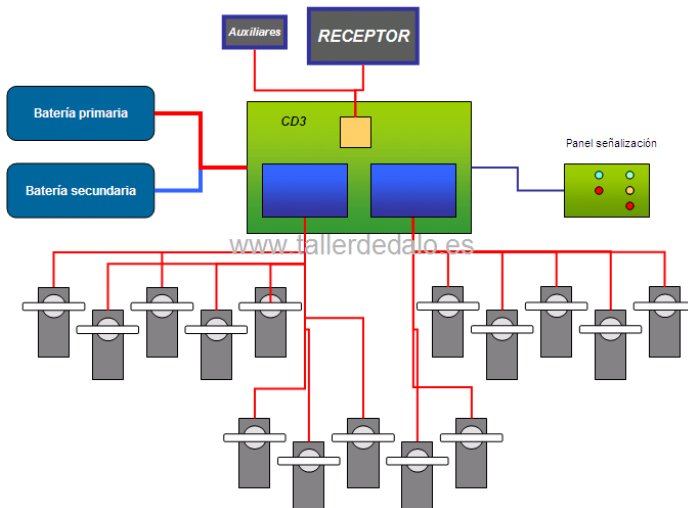 Auxiliares
RECEPTOR
Batería primaria
CD3
Panel señalización
Batería secundaria
www.tallerdedalo.es